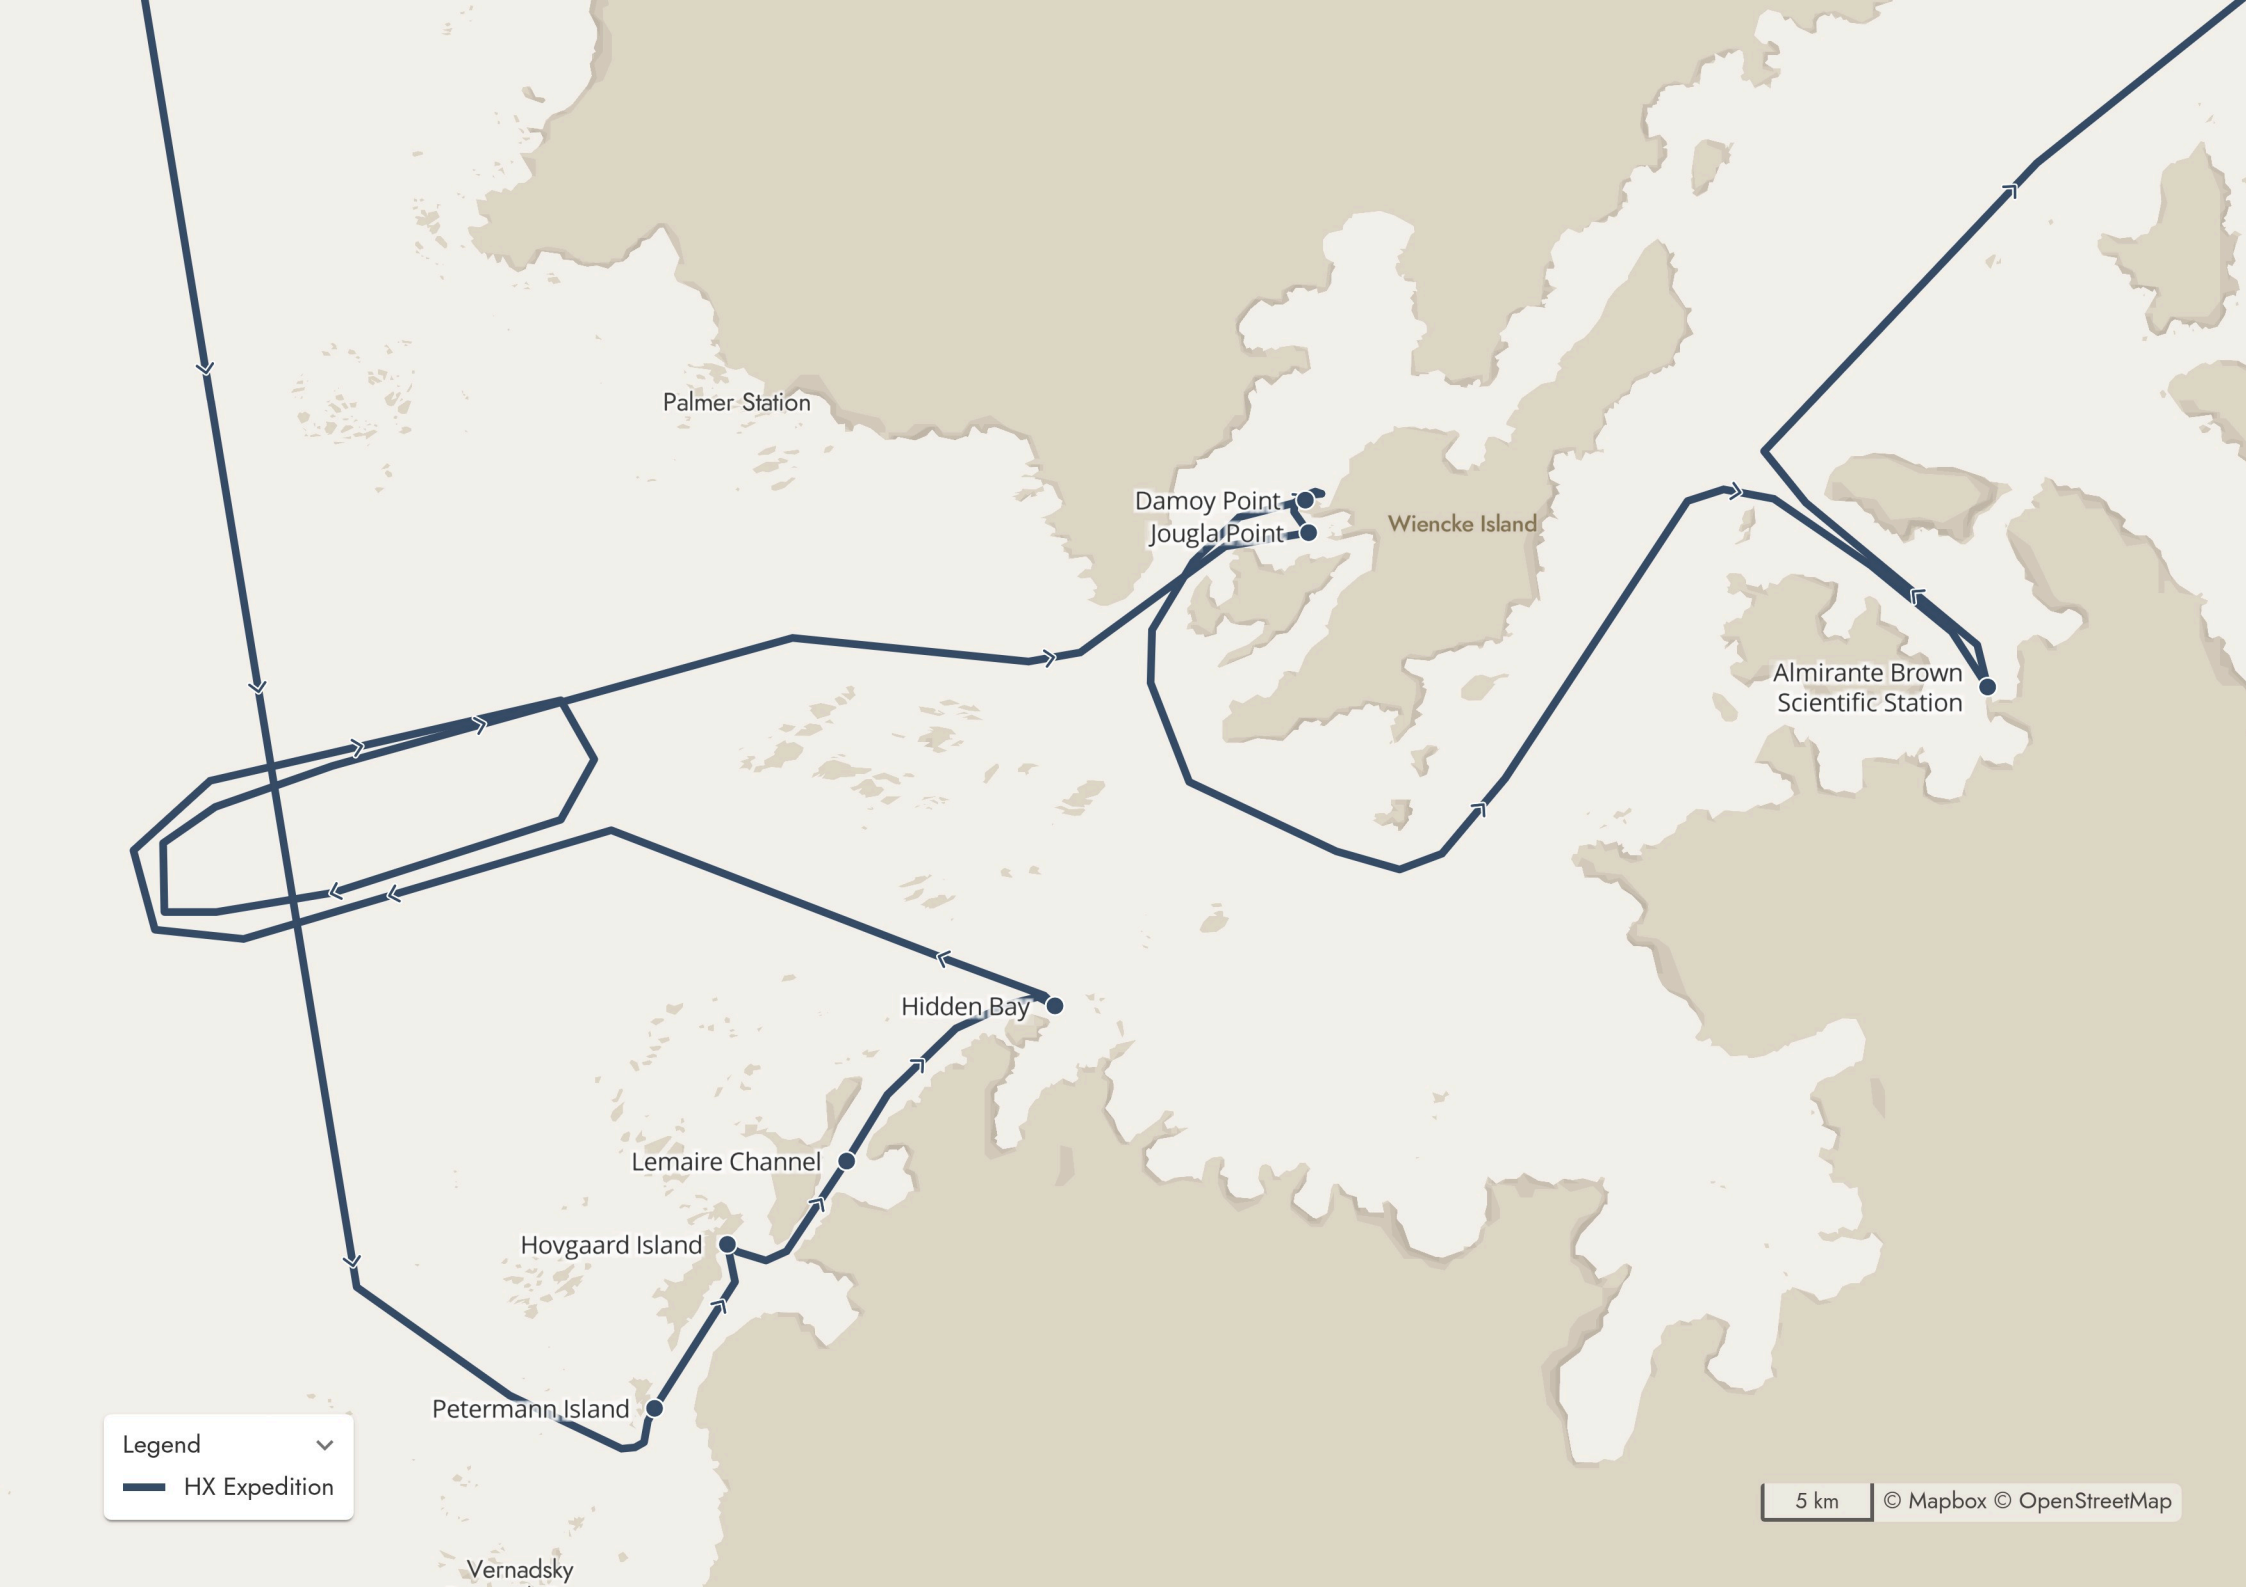 Palmer Station
Damoy Point
Jougla Point
Wiencke Island
Almirante Brown
Scientific Station
Hidden Bay
Lemaire Channel
Hovgaard Island
Petermann Island
Legend
HX Expedition
5 km
© Mapbox © OpenStreetMap
Vernadsky